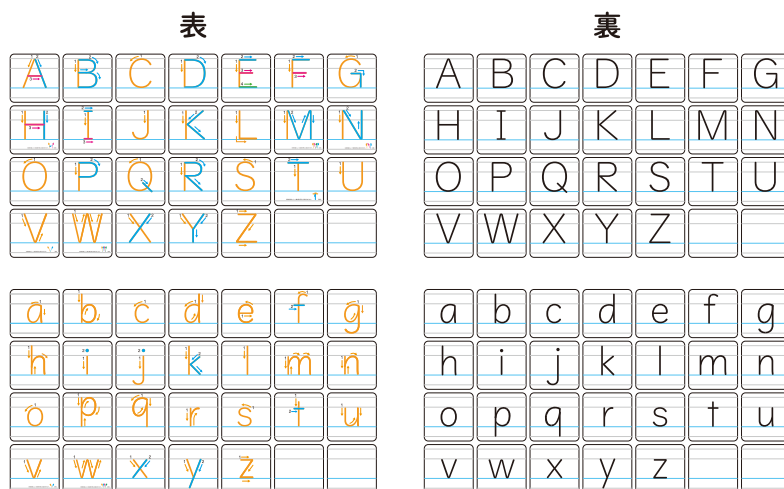 表 裏
A B C D E F G A B C D E F G
H I J K L M N H I J K L M N
O P Q R S T U O P Q R S T U
V W X Y Z V W X Y Z
a b c d e f g a b c d e f g
h i j k l m n h i j k l m n
o p q r s t u o p q r s t u
v w x y z v w x y z